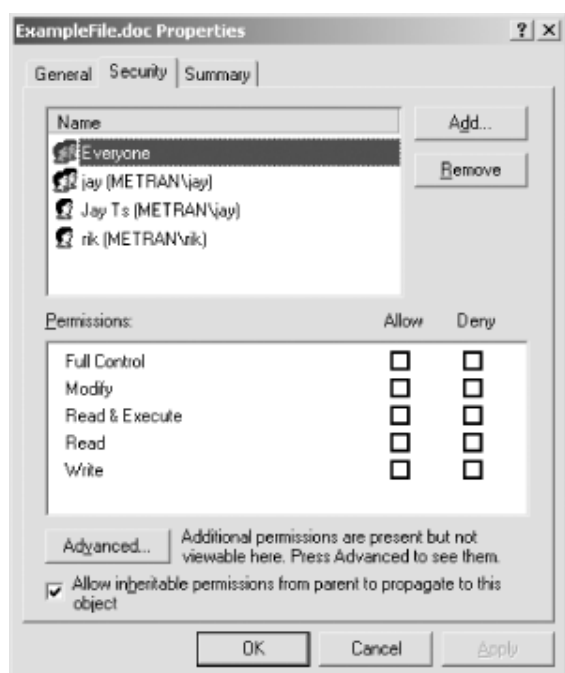 ExampleFile.doc Properties
General Security Summary
Name
Everyone
jay (METRAN\jay)
Jay Ts (METRAN\jay)
rik (METRAN\rik)
Add...
Remove
Permissions: Allow Deny
Full Control
Modify
Read & Execute
Read
Write
Advanced...
Additional permissions are present but not
viewable here. Press Advanced to see them.
Allow inheritable permissions from parent to propagate to this
object
OK Cancel Apply